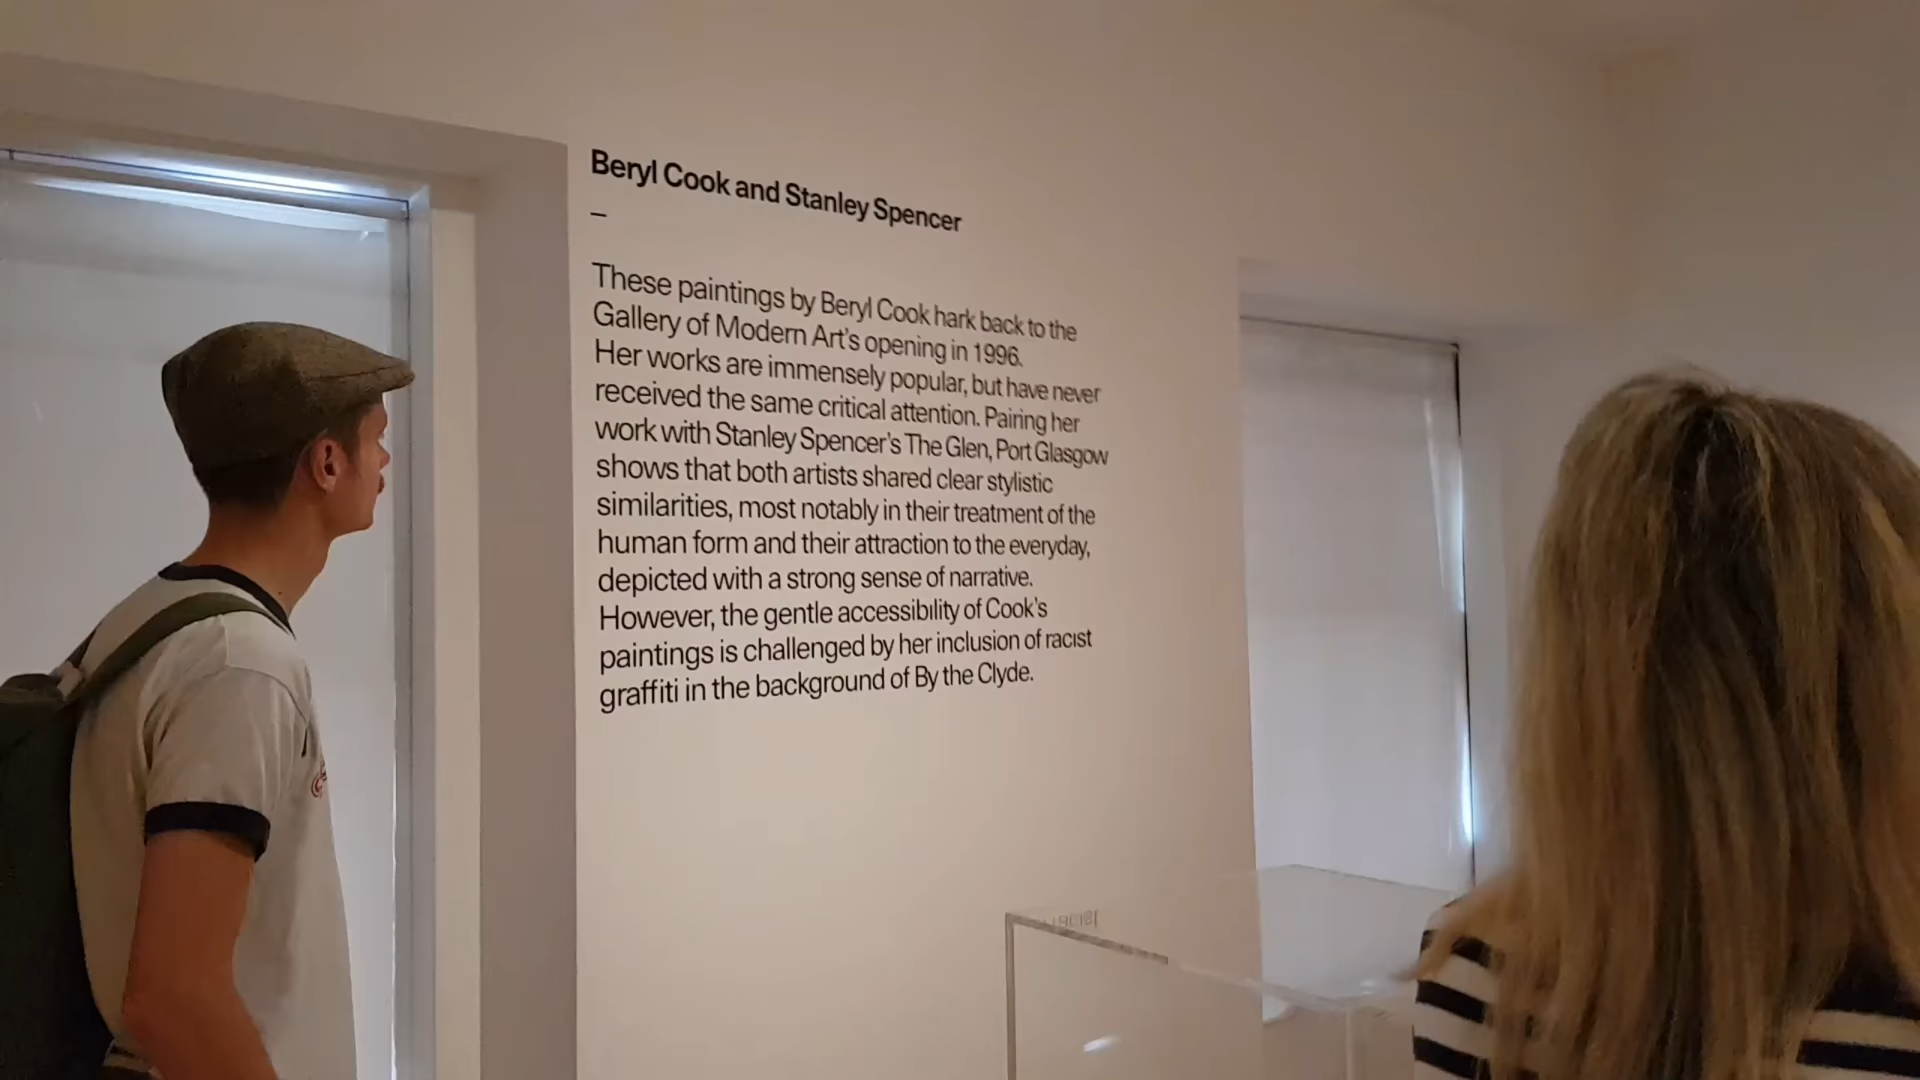 Beryl Cook and Stanley Spencer
–
These paintings by Beryl Cook hark back to the
Gallery of Modern Art's opening in 1996.
Her works are immensely popular, but have never
received the same critical attention. Pairing her
work with Stanley Spencer's The Glen, Port Glasgow
shows that both artists shared clear stylistic
similarities, most notably in their treatment of the
human form and their attraction to the everyday,
depicted with a strong sense of narrative.
However, the gentle accessibility of Cook's
paintings is challenged by her inclusion of racist
graffiti in the background of By the Clyde.